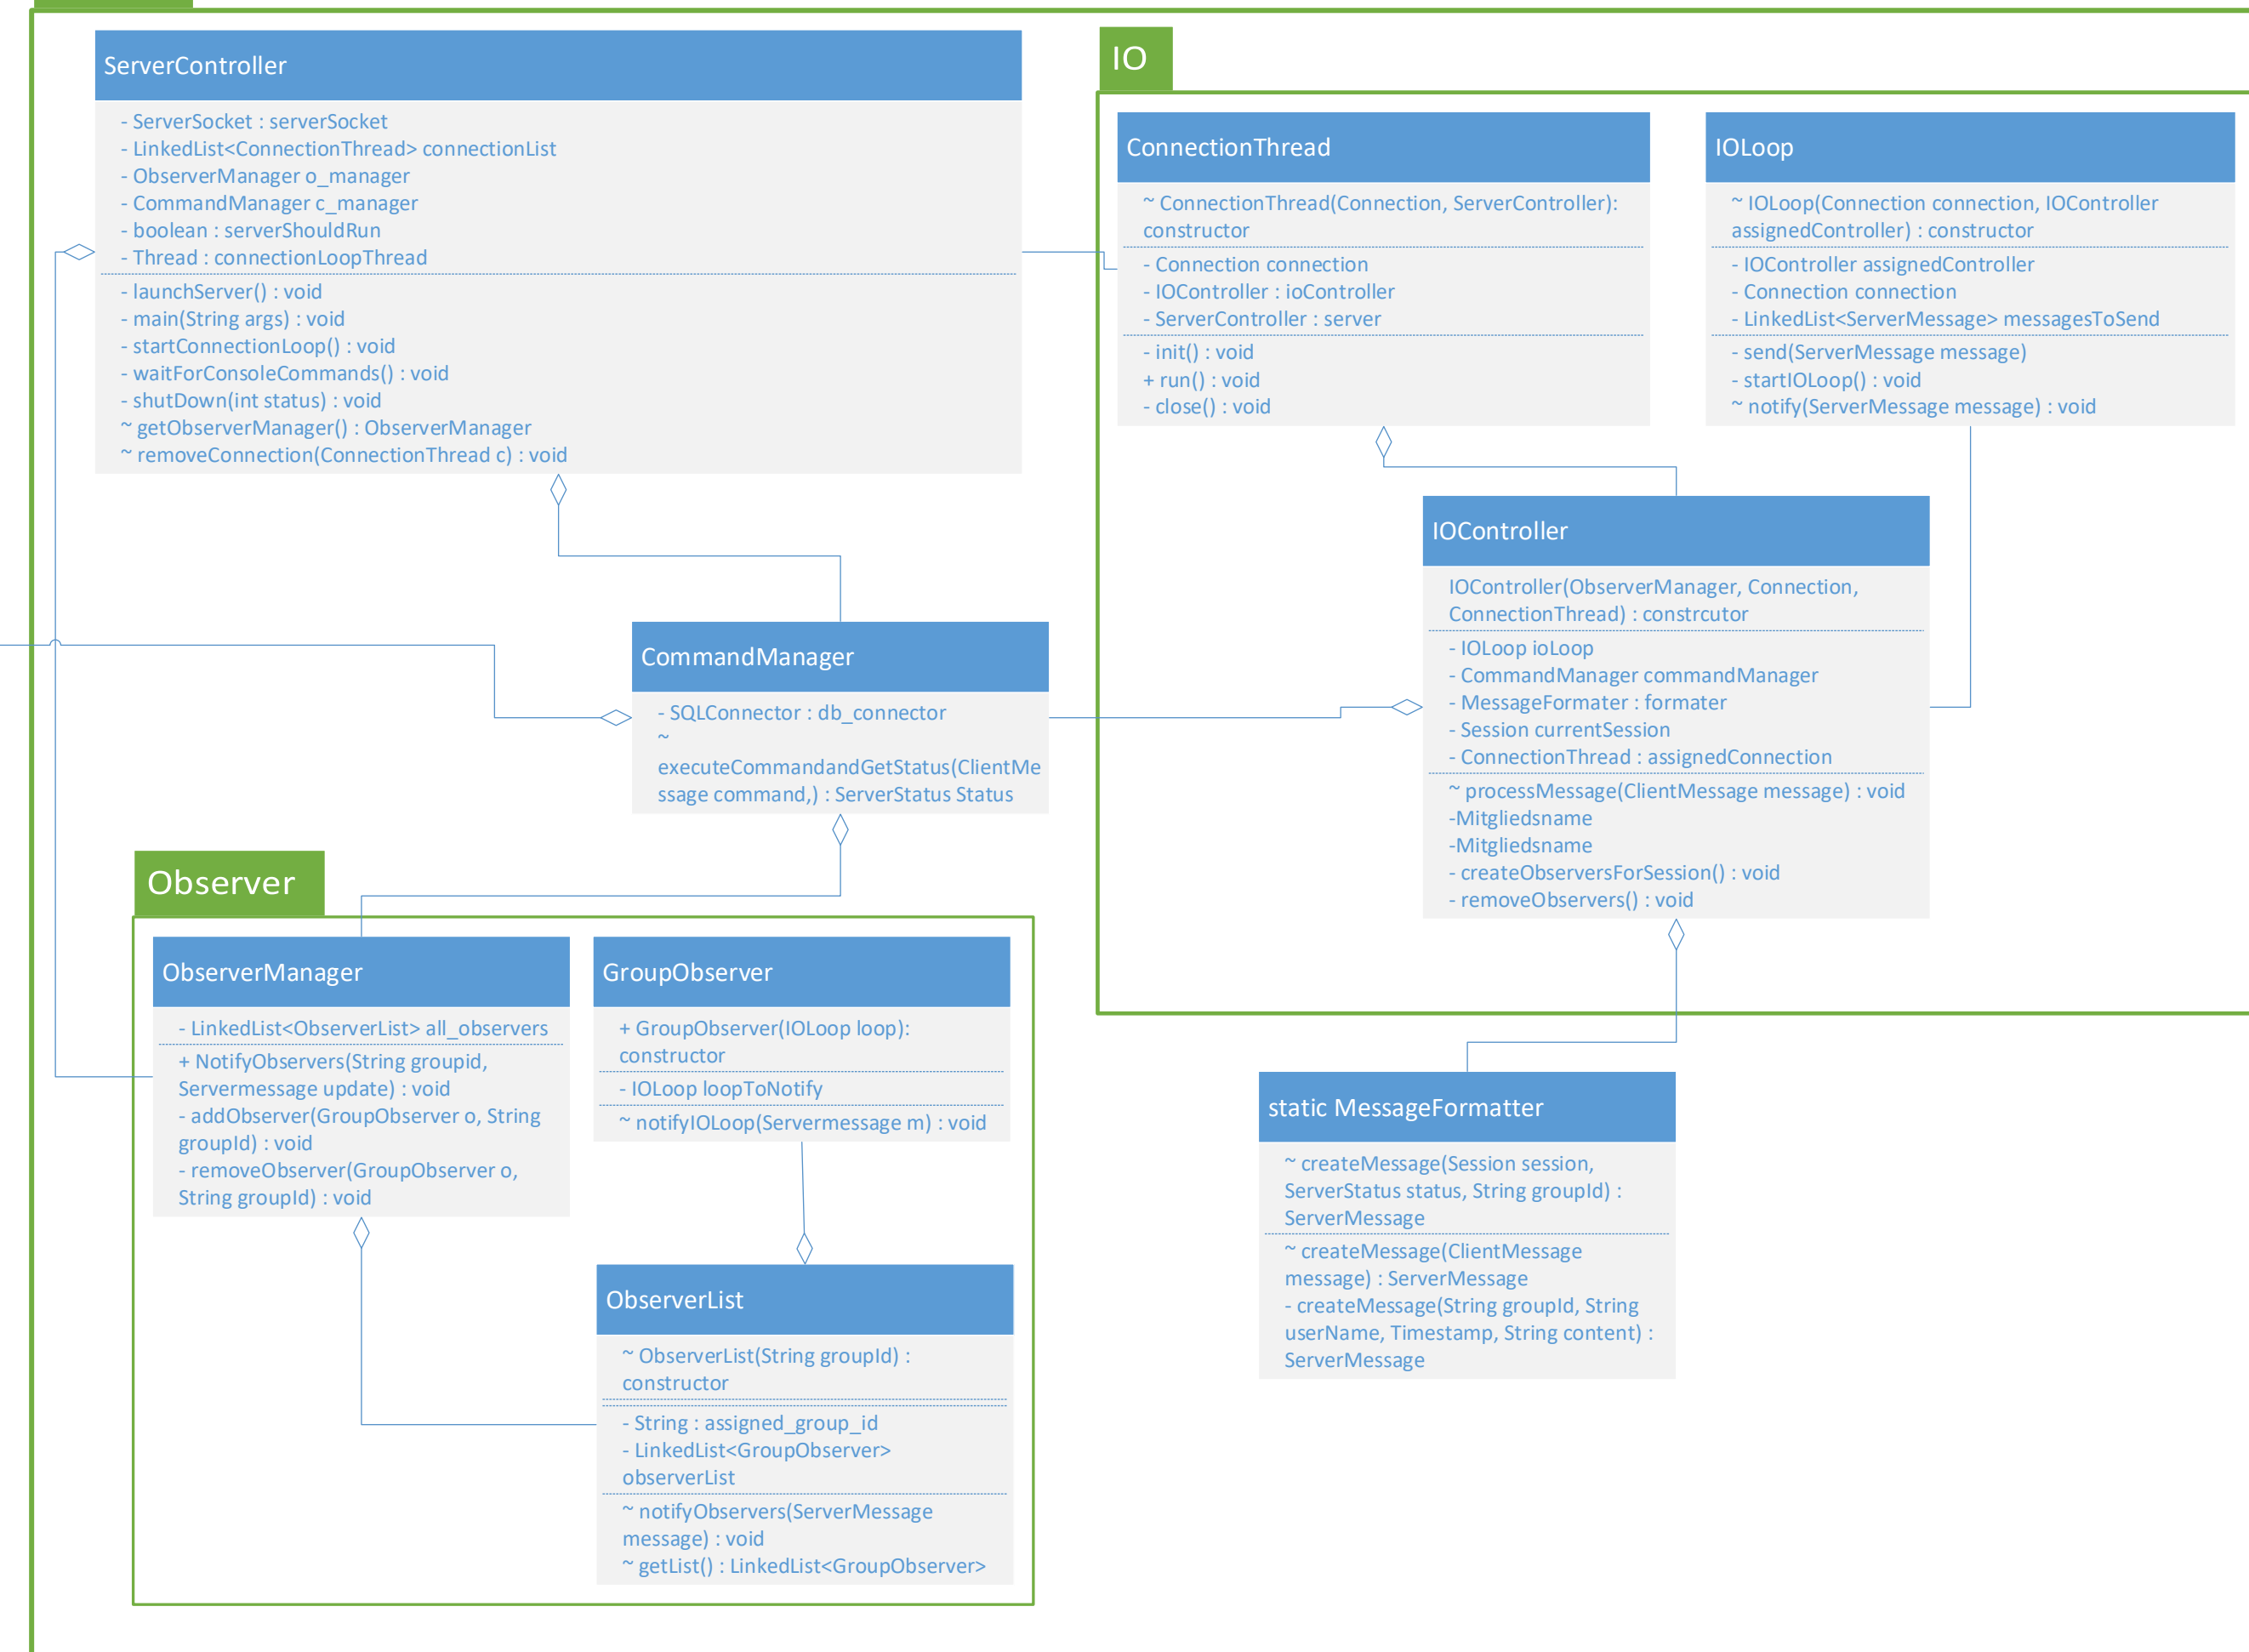 ServerController
- ServerSocket : serverSocket
- LinkedList<ConnectionThread> connectionList
- ObserverManager o_manager
- CommandManager c_manager
- boolean : serverShouldRun
- Thread : connectionLoopThread
- launchServer() : void
- main(String args) : void
- startConnectionLoop() : void
- waitForConsoleCommands() : void
- shutDown(int status) : void
~ getObserverManager() : ObserverManager
~ removeConnection(ConnectionThread c) : void
IO
ConnectionThread
~ ConnectionThread(Connection, ServerController):
constructor
- Connection connection
- IOController : ioController
- ServerController : server
- init() : void
+ run() : void
- close() : void
IOLoop
~ IOLoop(Connection connection, IOController
assignedController) : constructor
- IOController assignedController
- Connection connection
- LinkedList<ServerMessage> messagesToSend
- send(ServerMessage message)
- startIOLoop() : void
~ notify(ServerMessage message) : void
IOController
IOController(ObserverManager, Connection,
ConnectionThread) : constrcutor
- IOLoop ioLoop
- CommandManager commandManager
- MessageFormater : formater
- Session currentSession
- ConnectionThread : assignedConnection
~ processMessage(ClientMessage message) : void
-Mitgliedsname
-Mitgliedsname
- createObserversForSession() : void
- removeObservers() : void
CommandManager
- SQLConnector : db_connector
~
executeCommandandGetStatus(ClientMe
ssage command,) : ServerStatus Status
Observer
ObserverManager
- LinkedList<ObserverList> all_observers
+ NotifyObservers(String groupid,
Servermessage update) : void
- addObserver(GroupObserver o, String
groupId) : void
- removeObserver(GroupObserver o,
String groupId) : void
GroupObserver
+ GroupObserver(IOLoop loop):
constructor
- IOLoop loopToNotify
~ notifyIOLoop(Servermessage m) : void
ObserverList
~ ObserverList(String groupId) :
constructor
- String : assigned_group_id
- LinkedList<GroupObserver>
observerList
~ notifyObservers(ServerMessage
message) : void
~ getList() : LinkedList<GroupObserver>
static MessageFormatter
~ createMessage(Session session,
ServerStatus status, String groupId) :
ServerMessage
~ createMessage(ClientMessage
message) : ServerMessage
- createMessage(String groupId, String
userName, Timestamp, String content) :
ServerMessage